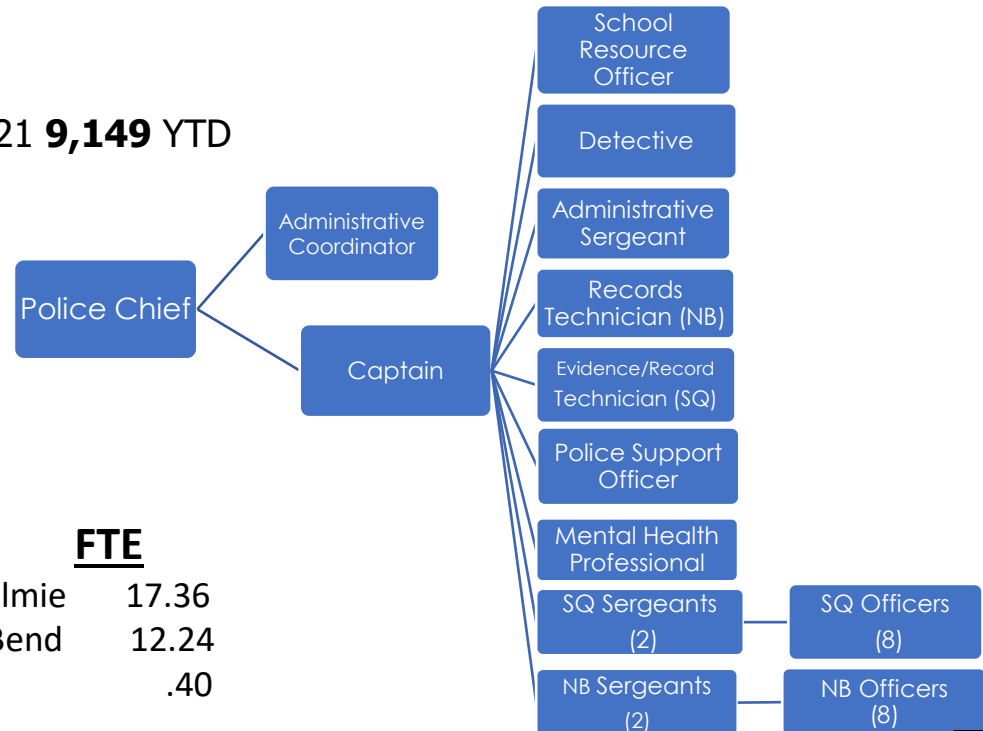 21 9,149 YTD
Police Chief
Administrative
Coordinator
Captain
School
Resource
Officer
Detective
Administrative
Sergeant
Records
Technician (NB)
Evidence/Record
Technician (SQ)
Police Support
Officer
Mental Health
Professional
SQ Sergeants
(2)
SQ Officers
(8)
NB Sergeants
(2)
NB Officers
(8)
FTE
lmie 17.36
Bend 12.24
.40